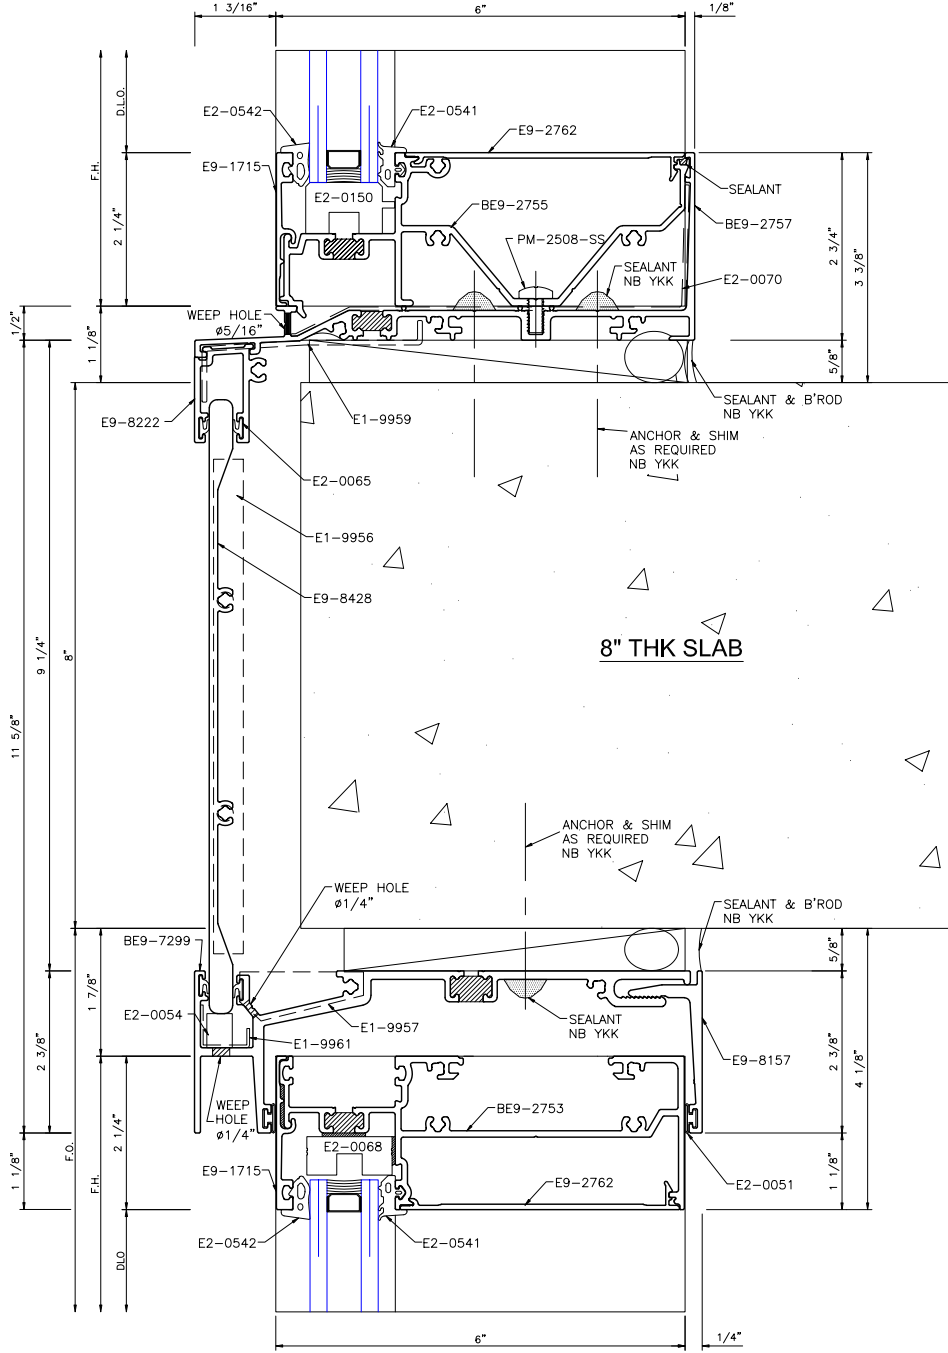 1 3/16"
6"
1/8"
D.L.O.
F.H.
2 1/4"
E2-0542
E2-0541
E9-2762
E9-1715
E2-0150
SEALANT
BE9-2755
BE9-2757
PM-2508-SS
2 3/4"
3 3/8"
SEALANT
NB YKK
E2-0070
1/2"
WEEP HOLE
ø5/16"
1 1/8"
5/8"
SEALANT & B'ROD
NB YKK
E9-8222
E1-9959
ANCHOR & SHIM
AS REQUIRED
NB YKK
E2-0065
E1-9956
E9-8428
8" THK SLAB
9 1/4"
8"
11 5/8"
ANCHOR & SHIM
AS REQUIRED
NB YKK
WEEP HOLE
ø1/4"
SEALANT & B'ROD
NB YKK
BE9-7299
5/8"
1 7/8"
E2-0054
E1-9957
SEALANT
NB YKK
E1-9961
2 3/8"
E9-8157
2 3/8"
4 1/8"
WEEP
HOLE
ø1/4"
BE9-2753
E2-0068
2 1/4"
1 1/8"
F.O.
F.H.
E9-1715
E9-2762
E2-0051
1 1/8"
E2-0542
E2-0541
DLO
6"
1/4"